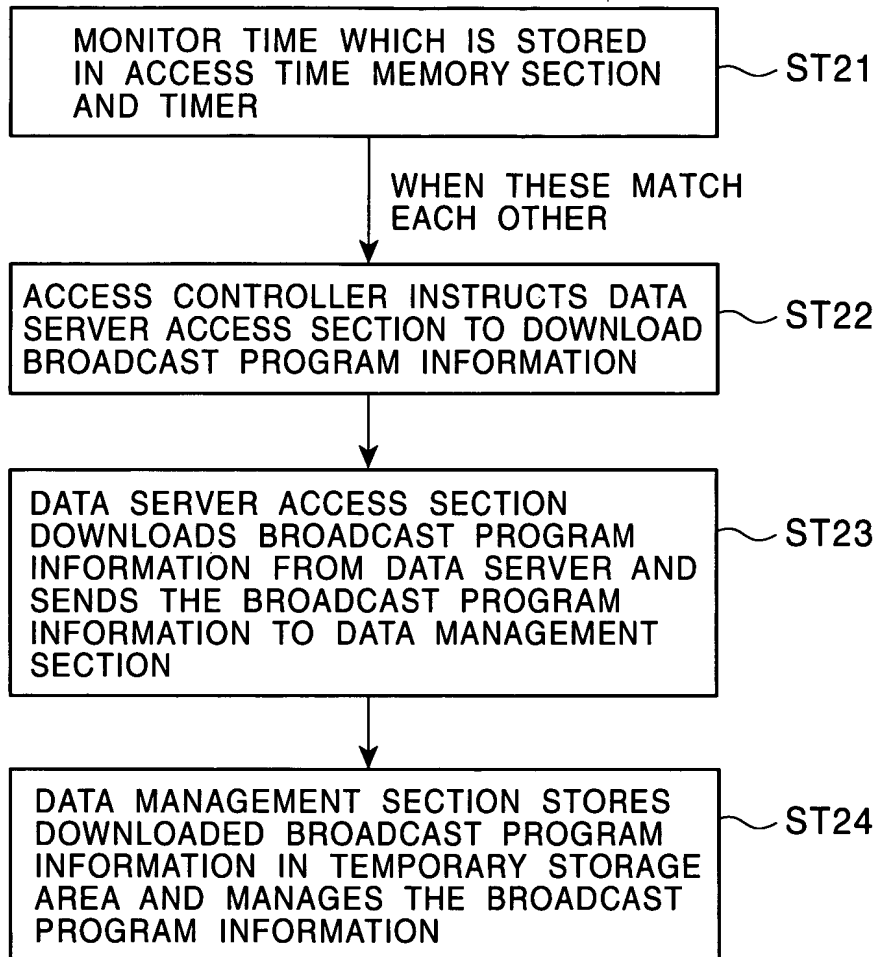 MONITOR TIME WHICH IS STORED
IN ACCESS TIME MEMORY SECTION
AND TIMER
ST21
WHEN THESE MATCH
EACH OTHER
ACCESS CONTROLLER INSTRUCTS DATA
SERVER ACCESS SECTION TO DOWNLOAD
BROADCAST PROGRAM INFORMATION
ST22
DATA SERVER ACCESS SECTION
DOWNLOADS BROADCAST PROGRAM
INFORMATION FROM DATA SERVER AND
SENDS THE BROADCAST PROGRAM
INFORMATION TO DATA MANAGEMENT
SECTION
ST23
DATA MANAGEMENT SECTION STORES
DOWNLOADED BROADCAST PROGRAM
INFORMATION IN TEMPORARY STORAGE
AREA AND MANAGES THE BROADCAST
PROGRAM INFORMATION
ST24